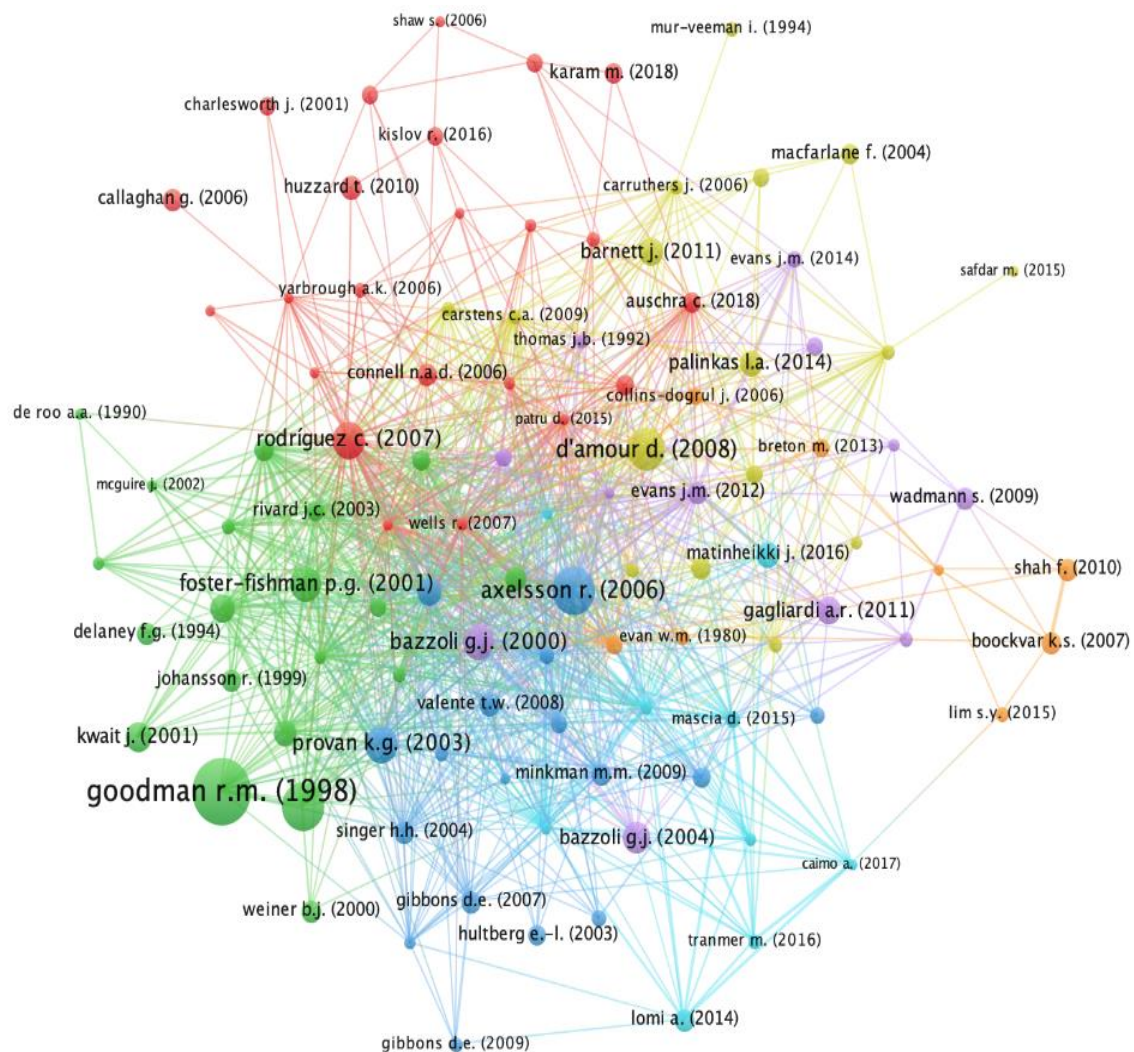 shaw s. (2006)
mur-veeman i. (1994)
karam m. (2018)
charlesworth j. (2001)
kislov r. (2016)
macfarlane f. (2004)
carruthers j. (2006)
huzzard t. (2010)
callaghan g. (2006)
barnett j. (2011)
evans j.m. (2014)
safdar m. (2015)
yarbrough a.k. (2006)
auschra c. (2018)
carstens c.a. (2009)
thomas j.b. (1992)
palinkas l.a. (2014)
connell n.a.d. (2006)
collins-dogrul j. (2006)
de roo a.a. (1990)
patru d. (2015)
rodríguez c. (2007)
d'amour d. (2008)
breton m. (2013)
mcguire j. (2002)
evans j.m. (2012)
wadmann s. (2009)
rivard j.c. (2003)
wells r. (2007)
matinheikki j. (2016)
shah f. (2010)
foster-fishman p.g. (2001)
axelsson r. (2006)
gagliardi a.r. (2011)
delaney f.g. (1994)
bazzoli g.j. (2000)
evan w.m. (1980)
boockvar k.s. (2007)
johansson r. (1999)
valente t.w. (2008)
mascia d. (2015)
lim s.y. (2015)
kwait j. (2001)
provan k.g. (2003)
minkman m.m. (2009)
goodman r.m. (1998)
singer h.h. (2004)
bazzoli g.j. (2004)
caimo a. (2017)
weiner b.j. (2000)
gibbons d.e. (2007)
hultberg e.-l. (2003)
tranmer m. (2016)
lomi a. (2014)
gibbons d.e. (2009)